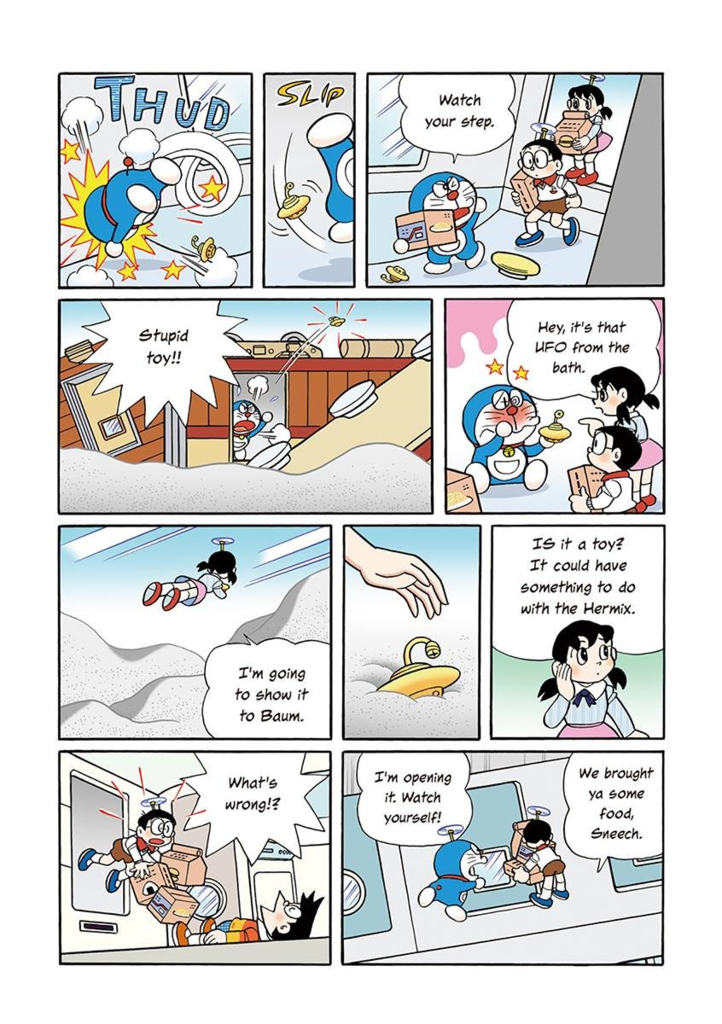 Watch
your step.
SLIP
THUD
Hey, it's that
UFO from the
bath.
Stupid
toy!!
IS it a toy?
It could have
something to do
with the Hermix.
I'm going
to show it
to Baum.
We brought
ya some
food,
Sneech.
I'm opening
it. Watch
yourself!
What's
wrong!?